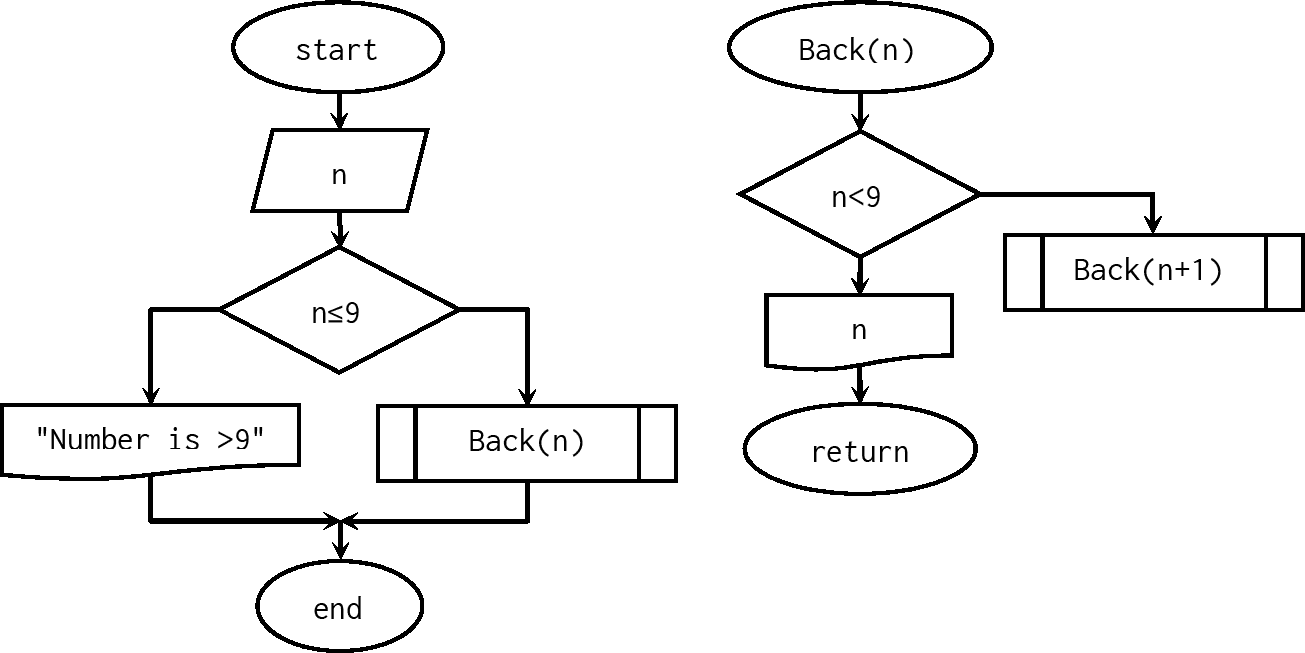 start
n
n≤9
"Number is >9"
Back(n)
end
Back(n)
n<9
Back(n+1)
n
return